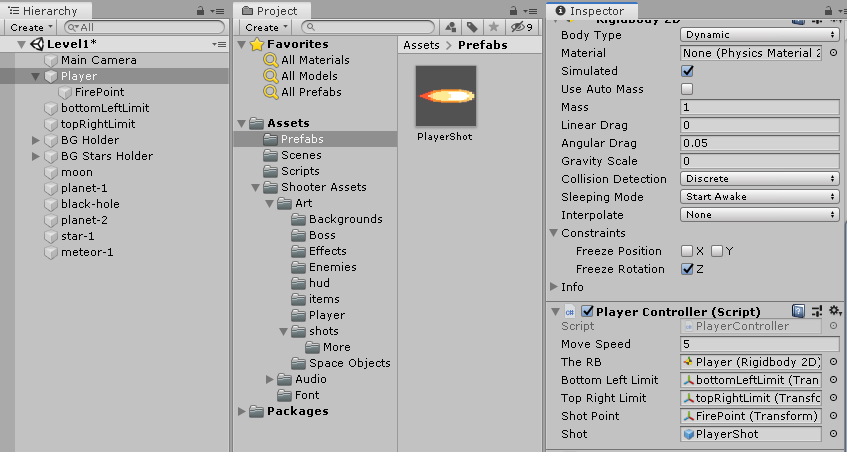 Hierarchy
Create
All
Level1*
Main Camera
Player
FirePoint
bottomLeftLimit
topRightLimit
BG Holder
BG Stars Holder
moon
planet-1
black-hole
planet-2
star-1
meteor-1
Project
Create
9
Favorites
All Materials
All Models
All Prefabs
Assets
Prefabs
Scenes
Scripts
Shooter Assets
Art
Backgrounds
Boss
Effects
Enemies
hud
items
Player
shots
More
Space Objects
Audio
Font
Packages
Assets Prefabs
PlayerShot
Inspector
Rigidbody 2D
Body Type Dynamic
Material None (Physics Material 2
Simulated
Use Auto Mass
Mass 1
Linear Drag 0
Angular Drag 0.05
Gravity Scale 0
Collision Detection Discrete
Sleeping Mode Start Awake
Interpolate None
Constraints
Freeze Position X Y
Freeze Rotation Z
Info
C# Player Controller (Script)
Script PlayerController
Move Speed 5
The RB Player (Rigidbody 2D)
Bottom Left Limit bottomLeftLimit (Tran
Top Right Limit topRightLimit (Transfo
Shot Point FirePoint (Transform)
Shot PlayerShot